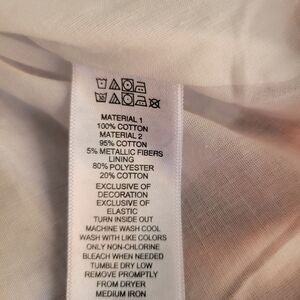 MATERIAL 1
100% COTTON
MATERIAL 2
95% COTTON
5% METALLIC FIBERS
LINING
80% POLYESTER
20% COTTON
EXCLUSIVE OF
DECORATION
EXCLUSIVE OF
ELASTIC
TURN INSIDE OUT
MACHINE WASH COOL
WASH WITH LIKE COLORS
ONLY NON-CHLORINE
BLEACH WHEN NEEDED
TUMBLE DRY LOW
REMOVE PROMPTLY
FROM DRYER
MEDIUM IRON